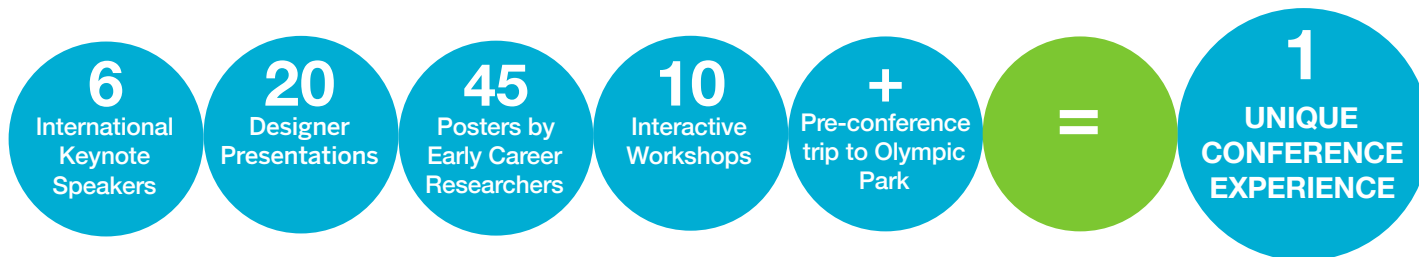 6
International
Keynote
Speakers
20
Designer
Presentations
45
Posters by
Early Career
Researchers
10
Interactive
Workshops
+
Pre-conference
trip to Olympic
Park
=
1
UNIQUE
CONFERENCE
EXPERIENCE